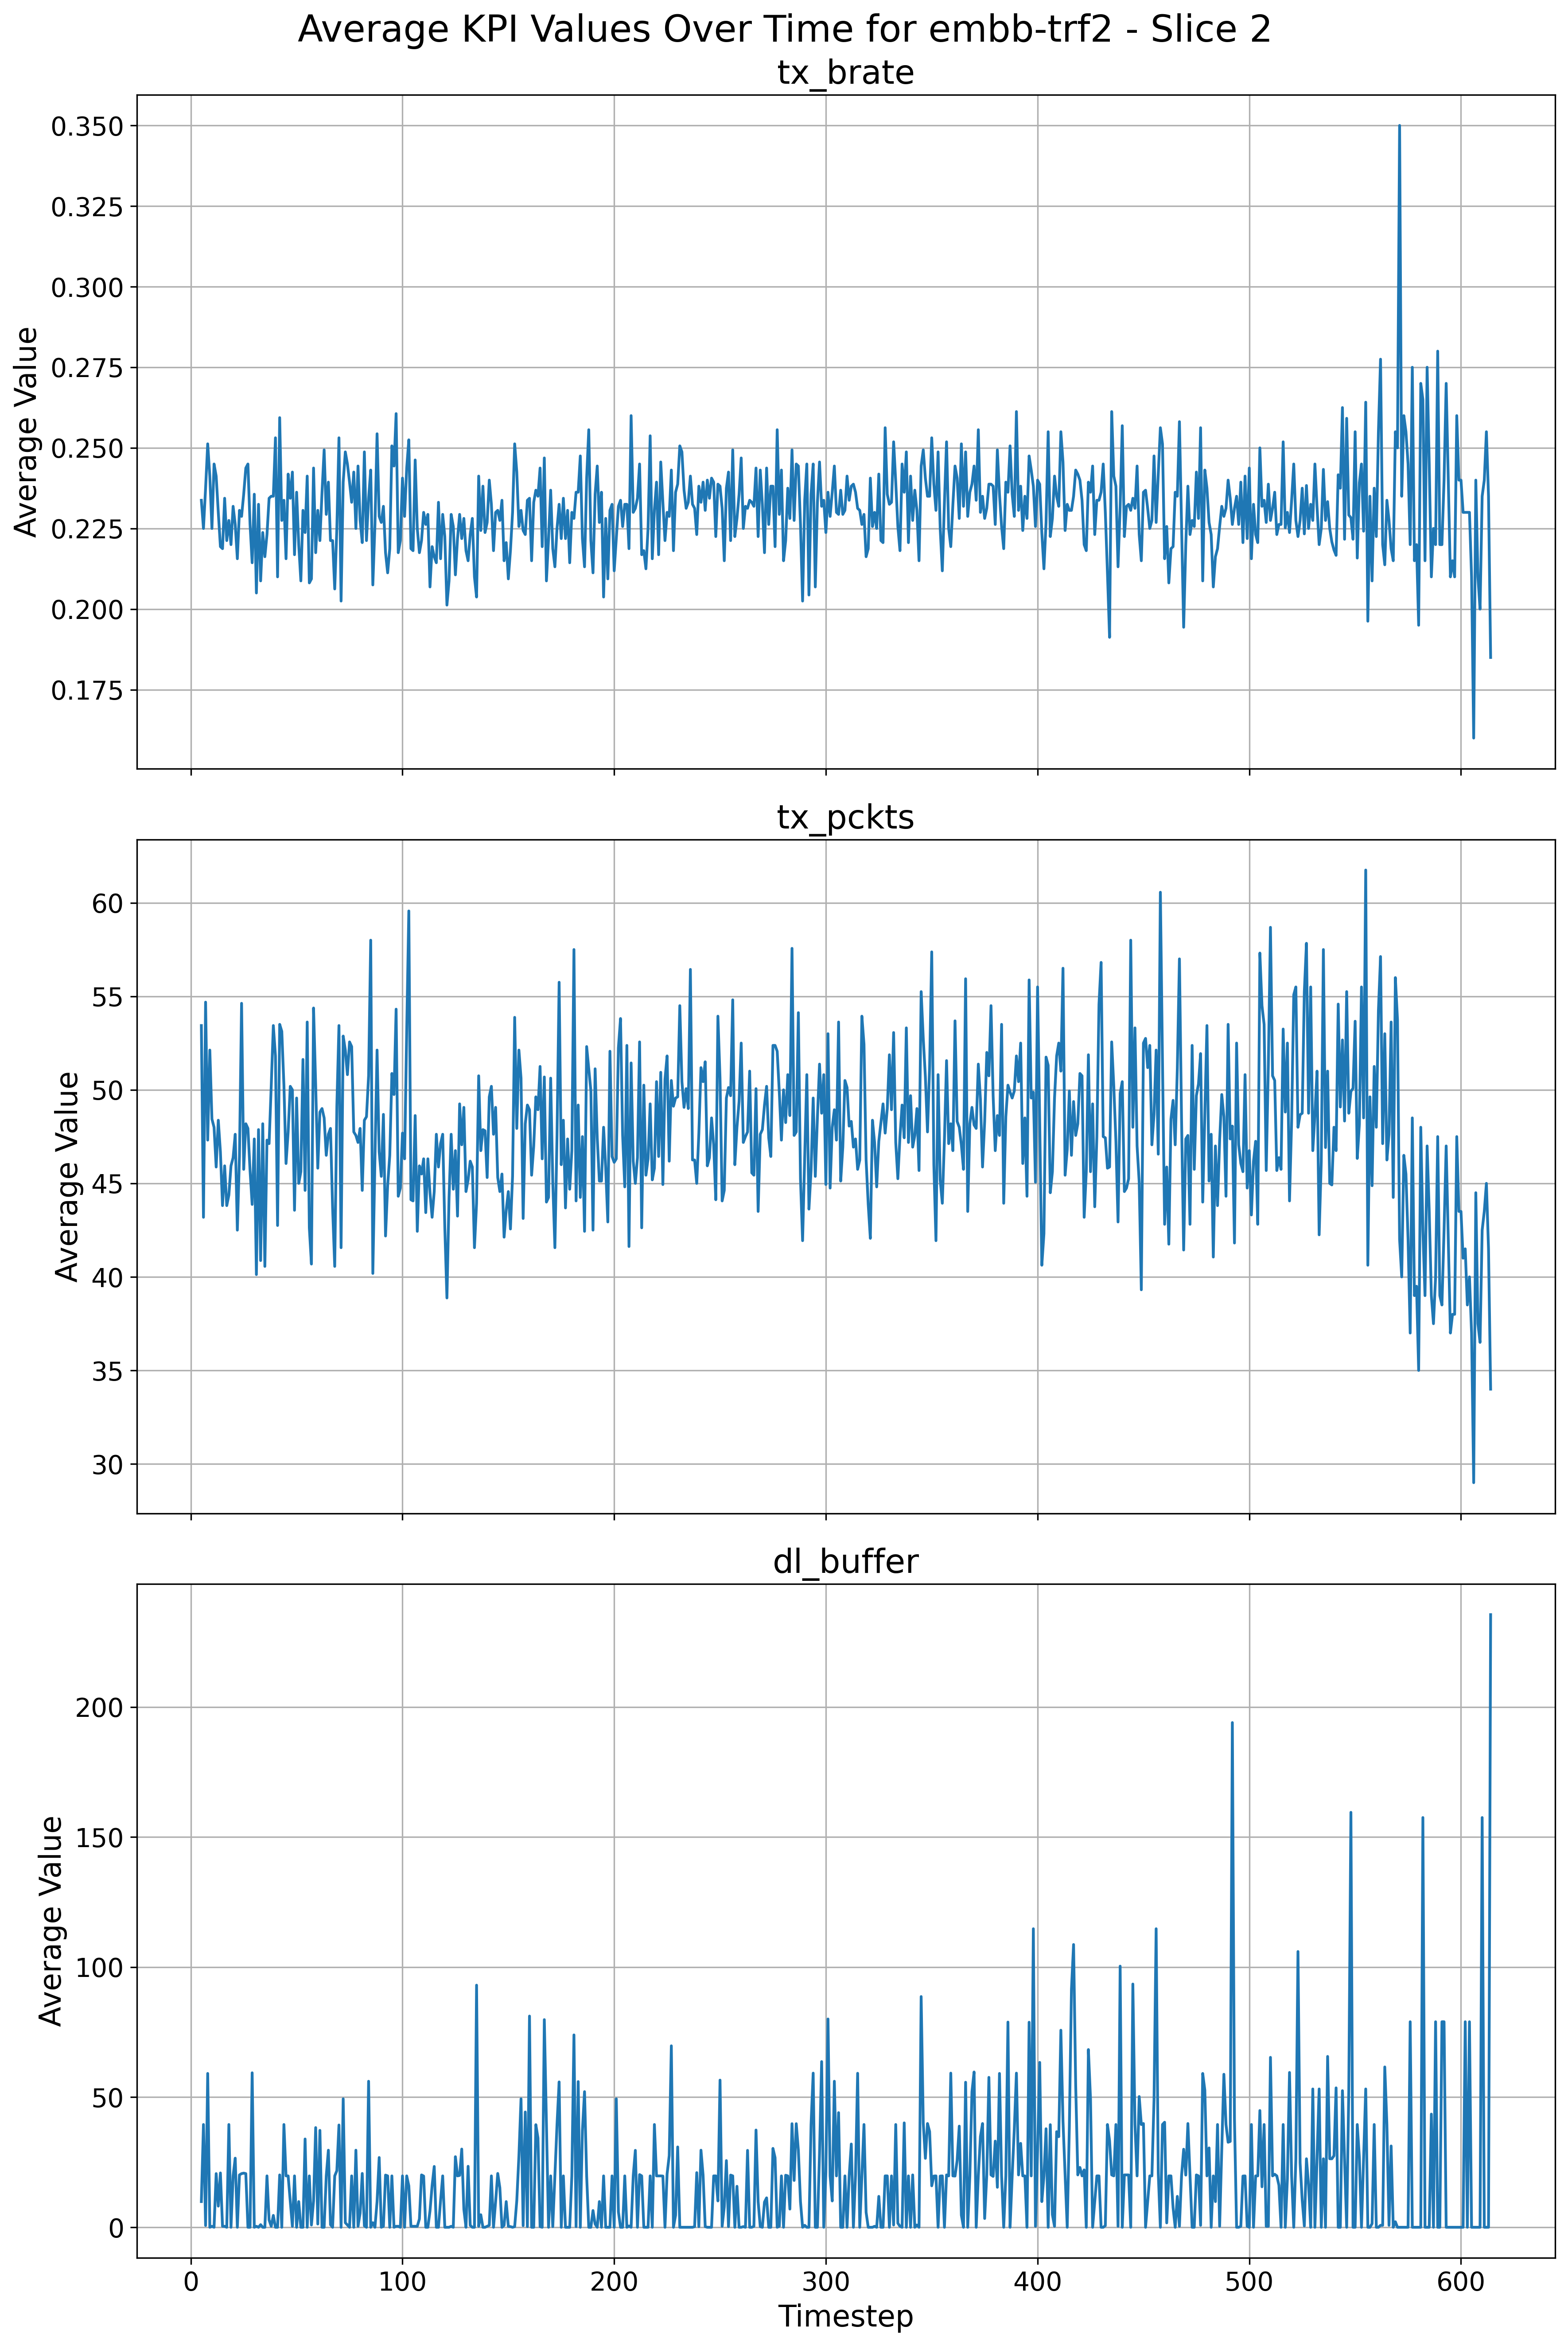 Average KPI Values Over Time for embb-trf2 - Slice 2
tx_brate
Average Value
0.350
0.325
0.300
0.275
0.250
0.225
0.200
0.175
tx_pckts
Average Value
60
55
50
45
40
35
30
dl_buffer
Average Value
200
150
100
50
0
0 100 200 300 400 500 600
Timestep